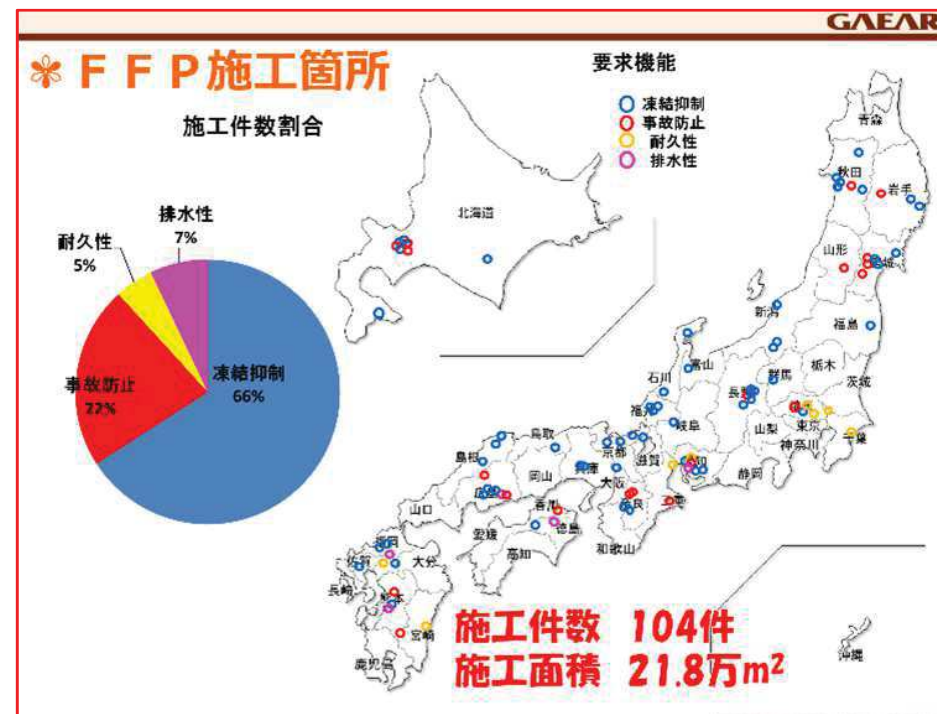 GAEAR
❋ＦＦＰ施工箇所
施工件数割合
排水性
7%
耐久性
5%
事故防止
22%
凍結抑制
66%
要求機能
凍結抑制
事故防止
耐久性
排水性
北海道
青森
秋田
岩手
山形
宮城
新潟
福島
富山
石川
群馬
栃木
茨城
長野
福井
岐阜
山梨
東京
神奈川
千葉
静岡
鳥取
京都
滋賀
島根
岡山
兵庫
大阪
奈良
三重
広島
山口
香川
徳島
愛媛
高知
和歌山
福岡
佐賀
大分
長崎
熊本
宮崎
鹿児島
沖縄
施工件数 104件
施工面積 21.8万m²